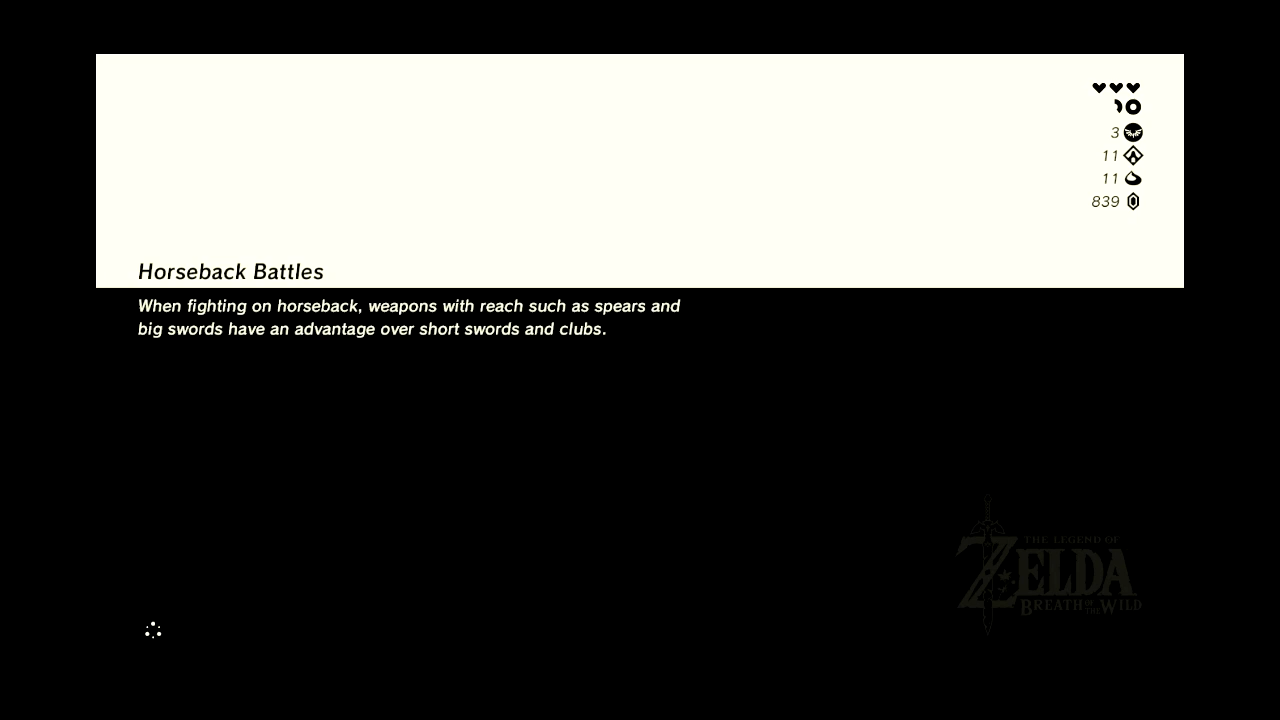 3
11
11
839
Horseback Battles
When fighting on horseback, weapons with reach such as spears and
big swords have an advantage over short swords and clubs.
THE LEGEND OF
ZELDA
BREATH OF THE WILD